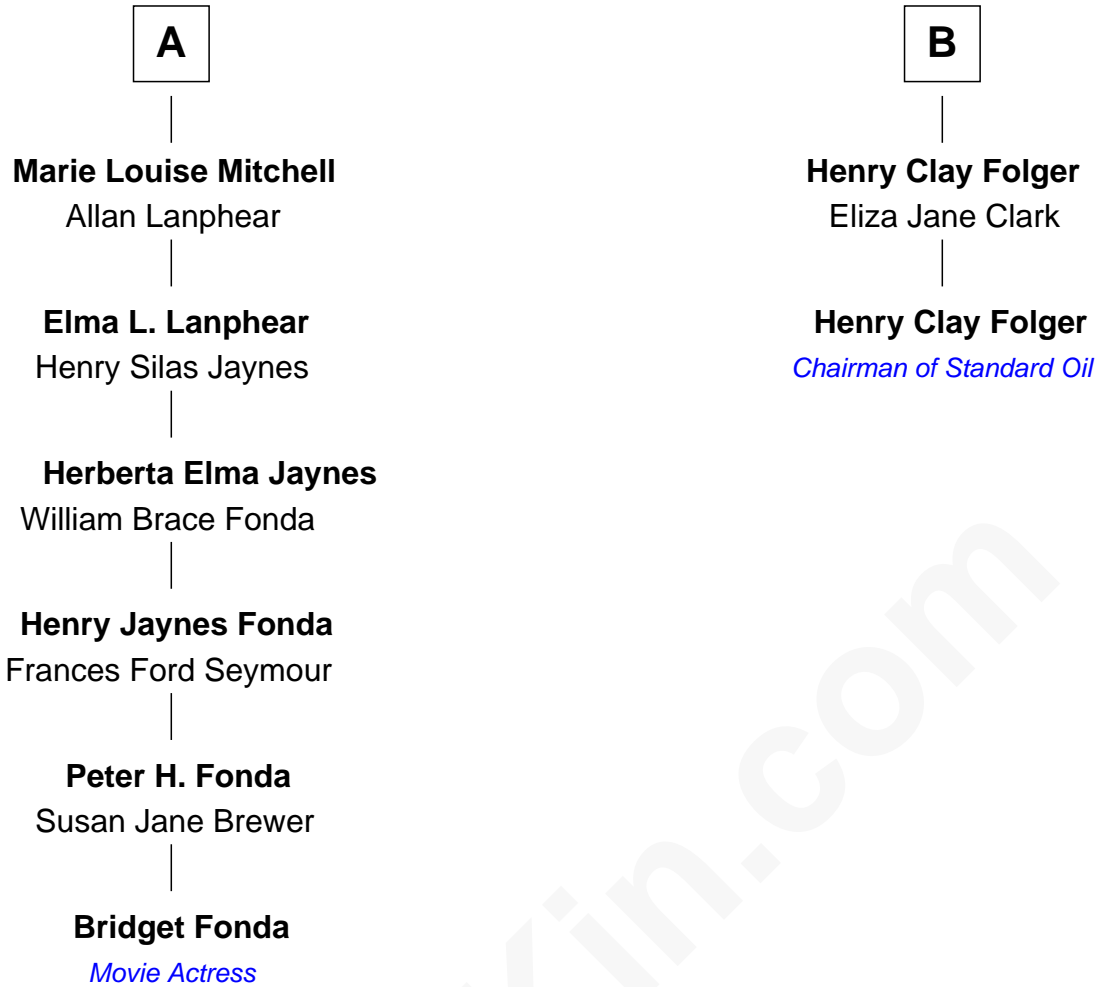 A
Marie Louise Mitchell
Allan Lanphear
Elma L. Lanphear
Henry Silas Jaynes
Herberta Elma Jaynes
William Brace Fonda
Henry Jaynes Fonda
Frances Ford Seymour
Peter H. Fonda
Susan Jane Brewer
Bridget Fonda
Movie Actress
B
Henry Clay Folger
Eliza Jane Clark
Henry Clay Folger
Chairman of Standard Oil